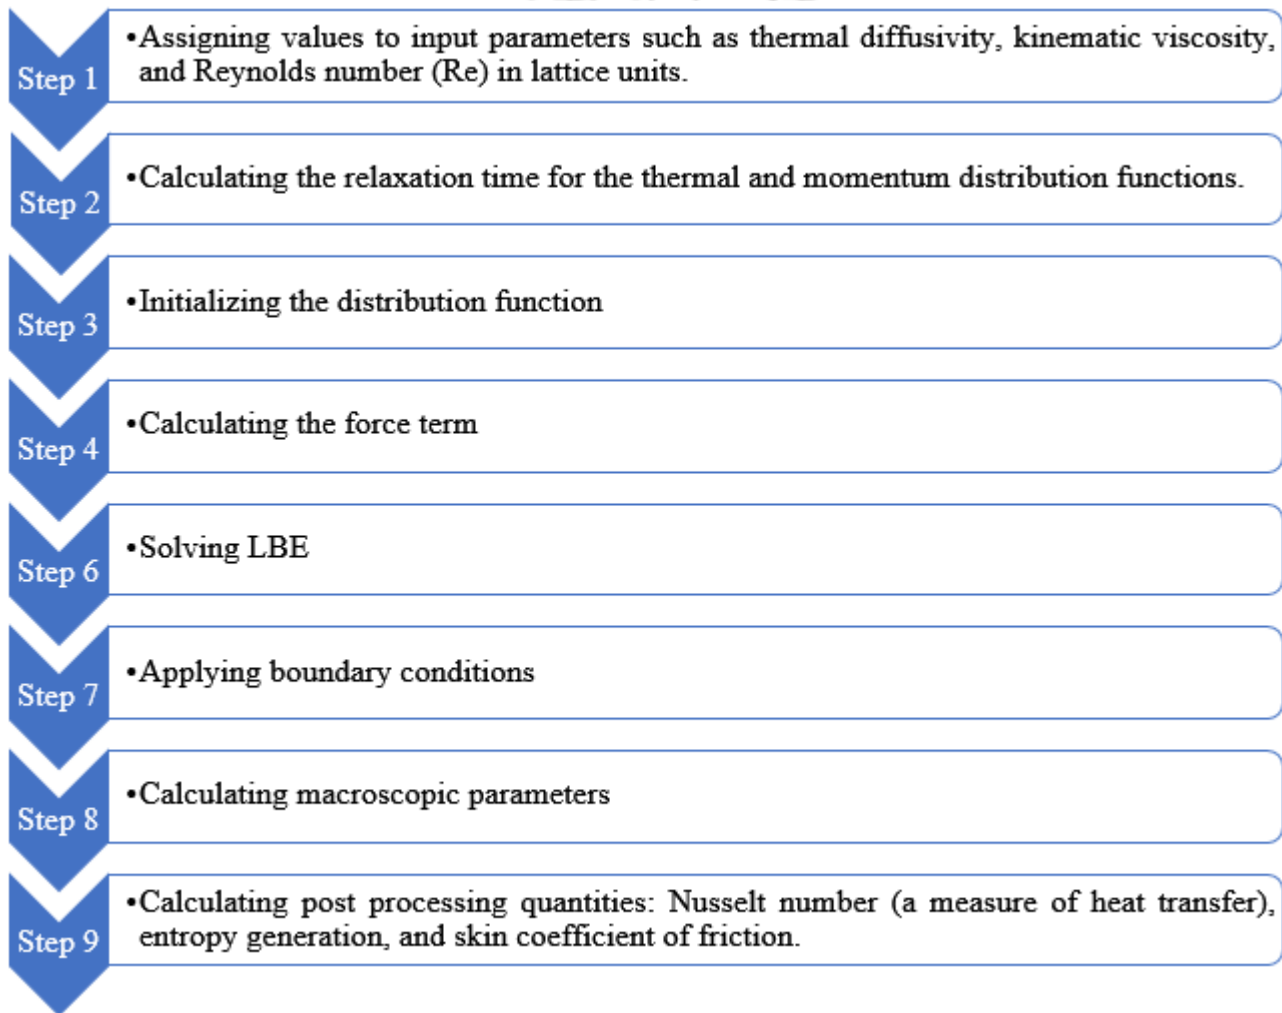 Step 1
•Assigning values to input parameters such as thermal diffusivity, kinematic viscosity,
and Reynolds number (Re) in lattice units.
Step 2
•Calculating the relaxation time for the thermal and momentum distribution functions.
Step 3
•Initializing the distribution function
Step 4
•Calculating the force term
Step 6
•Solving LBE
Step 7
•Applying boundary conditions
Step 8
•Calculating macroscopic parameters
Step 9
•Calculating post processing quantities: Nusselt number (a measure of heat transfer),
entropy generation, and skin coefficient of friction.